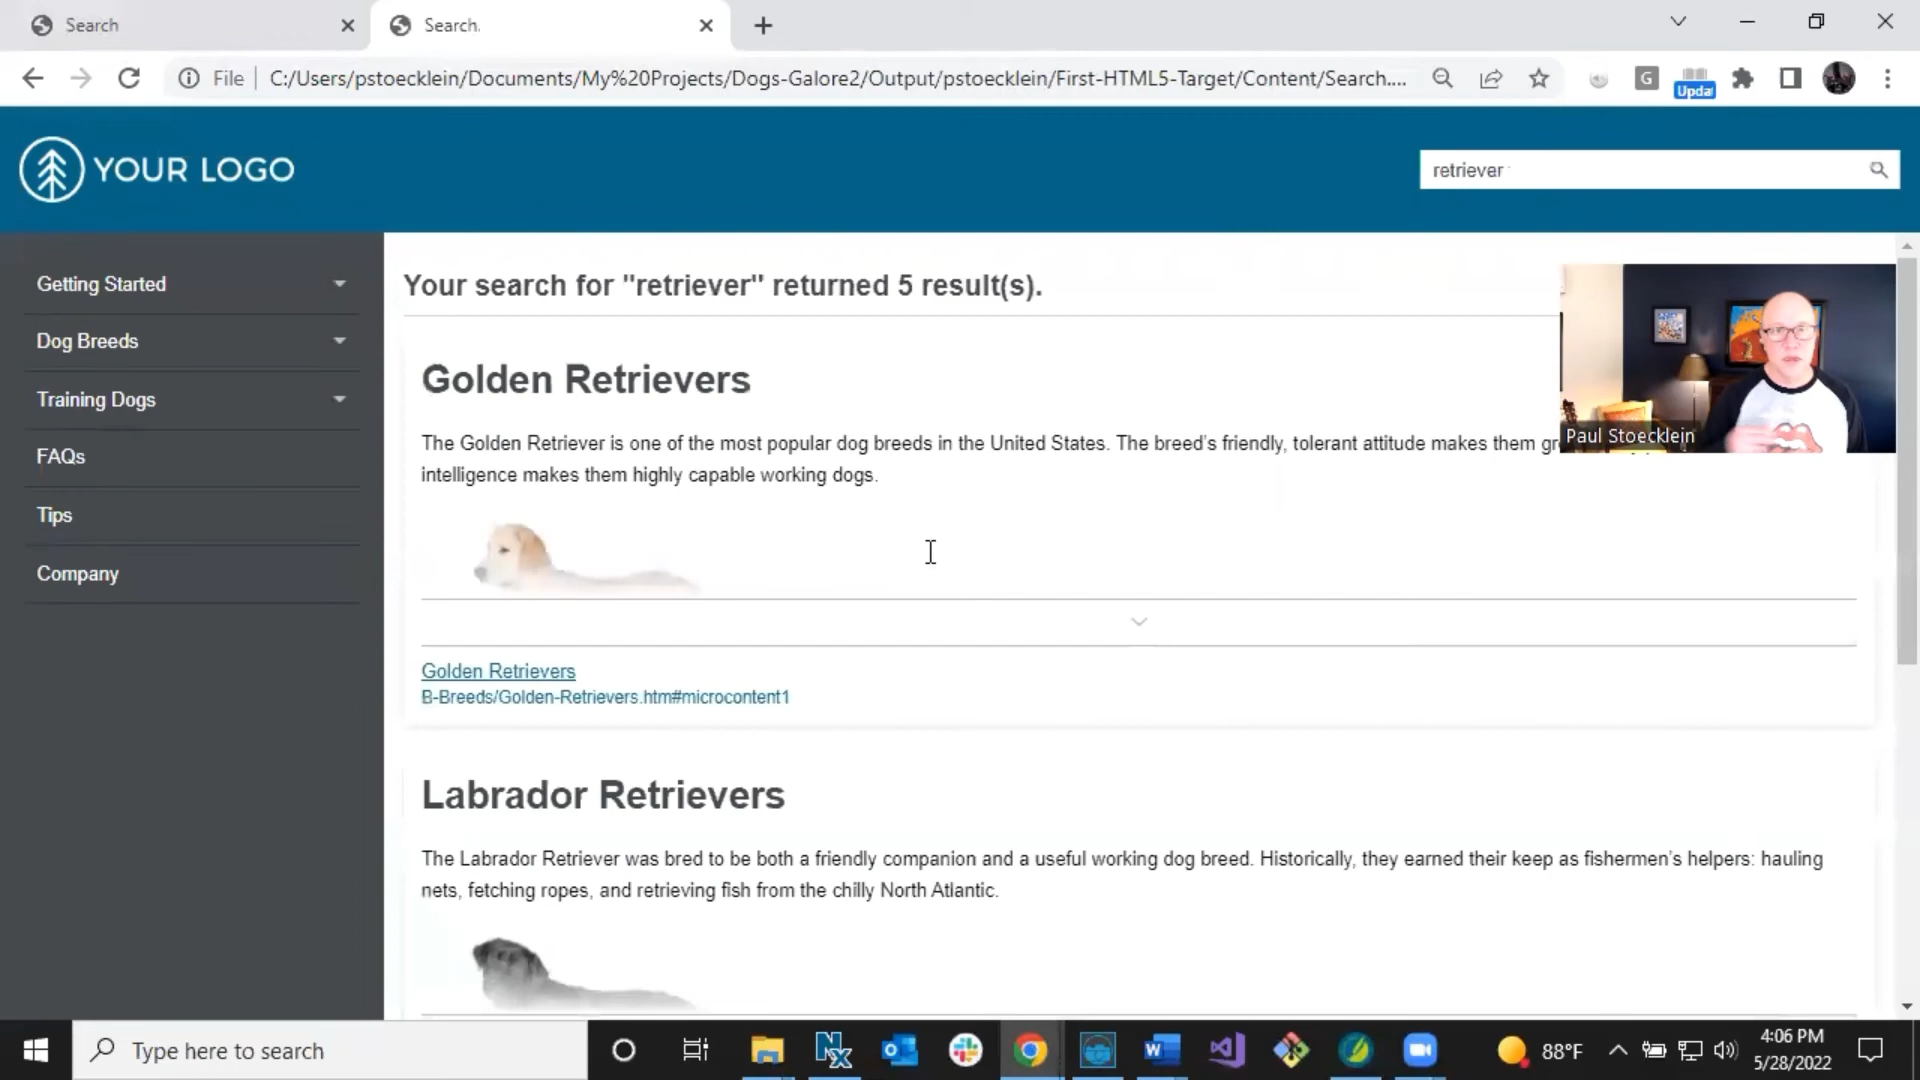 Search
Search.
File
C:/Users/pstoecklein/Documents/My%20Projects/Dogs-Galore2/Output/pstoecklein/First-HTML5-Target/Content/Search....
G
Updat
YOUR LOGO
retriever
Getting Started
Dog Breeds
Training Dogs
FAQs
Tips
Company
Your search for "retriever" returned 5 result(s).
Golden Retrievers
The Golden Retriever is one of the most popular dog breeds in the United States. The breed's friendly, tolerant attitude makes them gr
intelligence makes them highly capable working dogs.
Paul Stoecklein
Golden Retrievers
B-Breeds/Golden-Retrievers.htm#microcontent1
Labrador Retrievers
The Labrador Retriever was bred to be both a friendly companion and a useful working dog breed. Historically, they earned their keep as fishermen's helpers: hauling
nets, fetching ropes, and retrieving fish from the chilly North Atlantic.
Type here to search
88°F
4:06 PM
5/28/2022